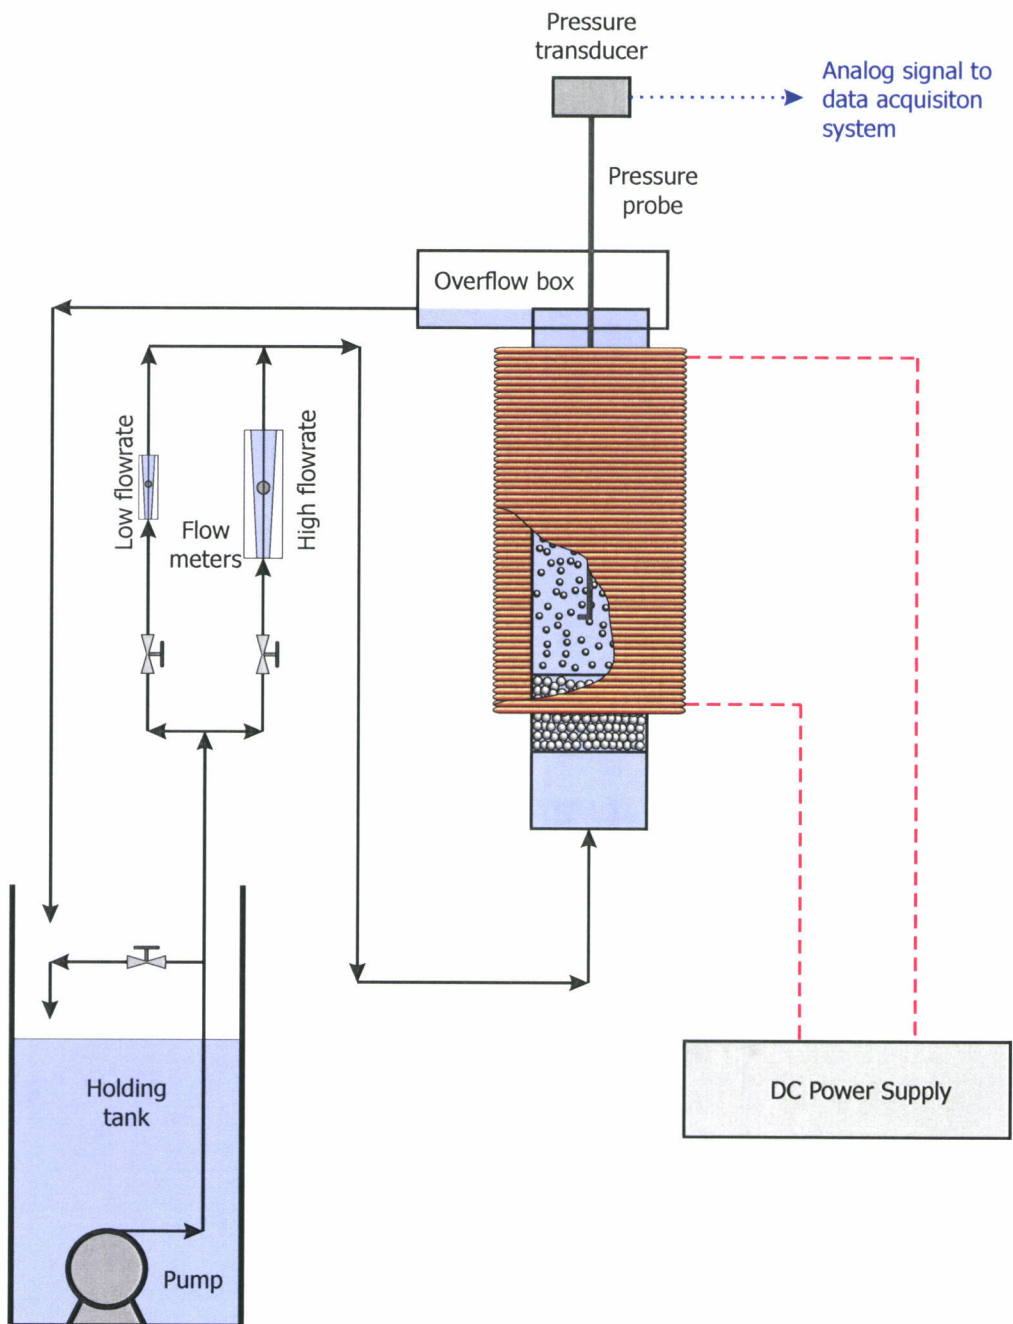 Pressure
transducer
Analog signal to
data acquisiton
system
Pressure
probe
Overflow box
Low flowrate
Flow
meters
High flowrate
Holding
tank
Pump
DC Power Supply